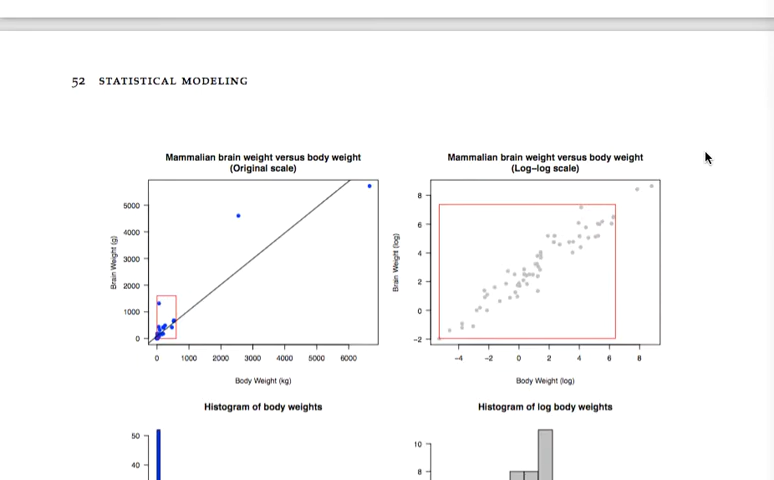 52 STATISTICAL MODELING
Mammalian brain weight versus body weight
(Original scale)
Brain Weight (g)
5000
4000
3000
2000
1000
0
0 1000 2000 3000 4000 5000 6000
Body Weight (kg)
Mammalian brain weight versus body weight
(Log–log scale)
Brain Weight (log)
8
6
4
2
0
−2
−4 −2 0 2 4 6 8
Body Weight (log)
Histogram of body weights
50
40
Histogram of log body weights
10
8